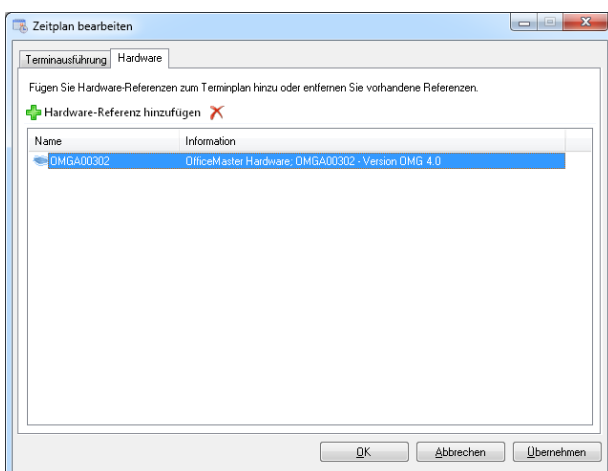 Zeitplan bearbeiten
Terminausführung Hardware
Fügen Sie Hardware-Referenzen zum Terminplan hinzu oder entfernen Sie vorhandene Referenzen.
Hardware-Referenz hinzufügen
Name Information
OMGA00302 OfficeMaster Hardware; OMGA00302 - Version OMG 4.0
OK Abbrechen Übernehmen